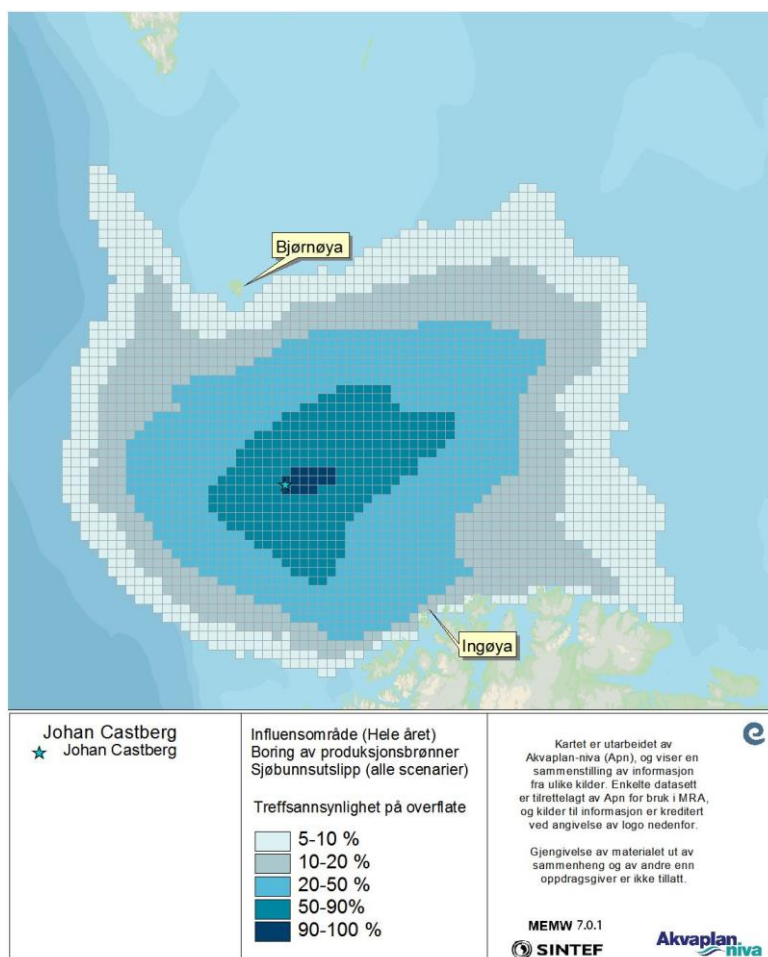 Bjørnøya
Ingøya
Johan Castberg
Johan Castberg
Influensområde (Hele året)
Boring av produksjonsbrønner
Sjøbunnsutslipp (alle scenarier)
Treffsannsynlighet på overflate
5-10 %
10-20 %
20-50 %
50-90%
90-100 %
Kartet er utarbeidet av
Akvaplan-niva (Apn), og viser en
sammenstilling av informasjon
fra ulike kilder. Enkelte datasett
er tilrettelagt av Apn for bruk i MRA,
og kilder til informasjon er kreditert
ved angivelse av logo nedenfor.
Gjengivelse av materialet ut av
sammenheng og av andre enn
oppdragsgiver er ikke tillatt.
MEMW 7.0.1
SINTEF
Akvaplan
niva